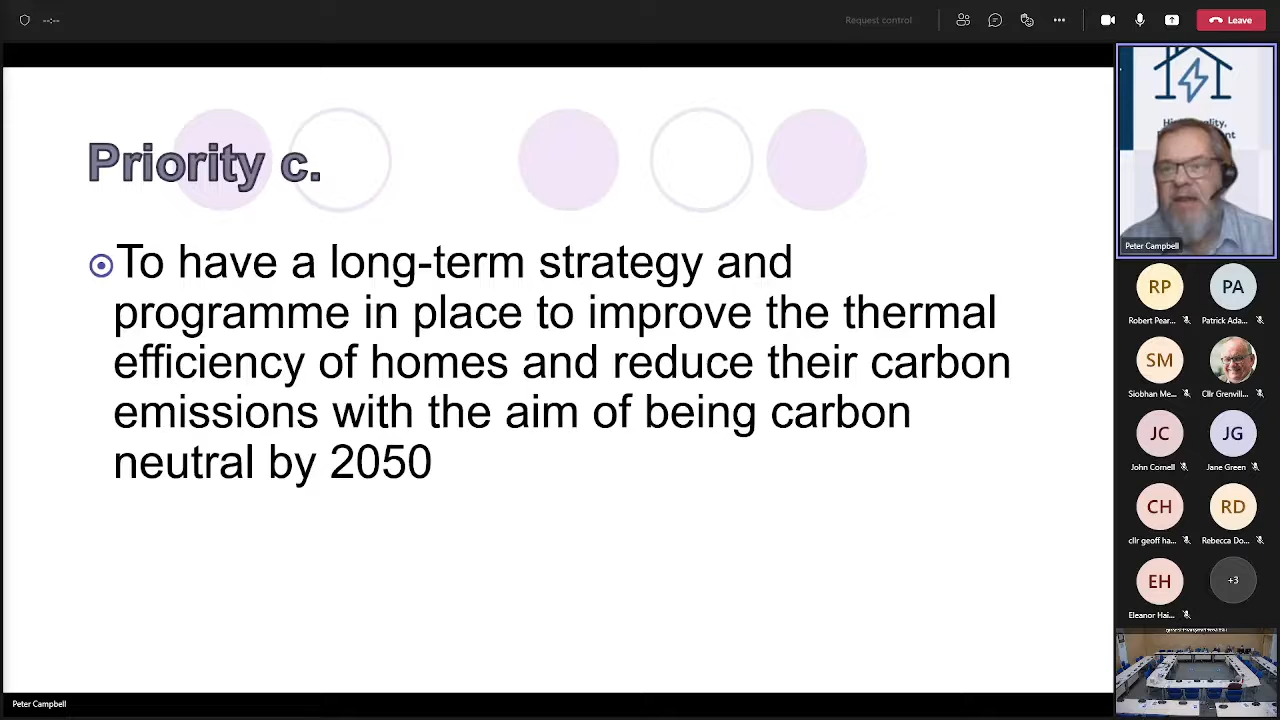 --:--
Request control
Leave
Priority c.
To have a long-term strategy and
programme in place to improve the thermal
efficiency of homes and reduce their carbon
emissions with the aim of being carbon
neutral by 2050
Peter Campbell
Peter Campbell
RP
PA
Robert Pear...
Patrick Ada...
SM
Siobhan Me...
Cllr Grenvill...
JC
JG
John Cornell
Jane Green
CH
RD
cllr geoff ha...
Rebecca Do...
EH
+3
Eleanor Hai...